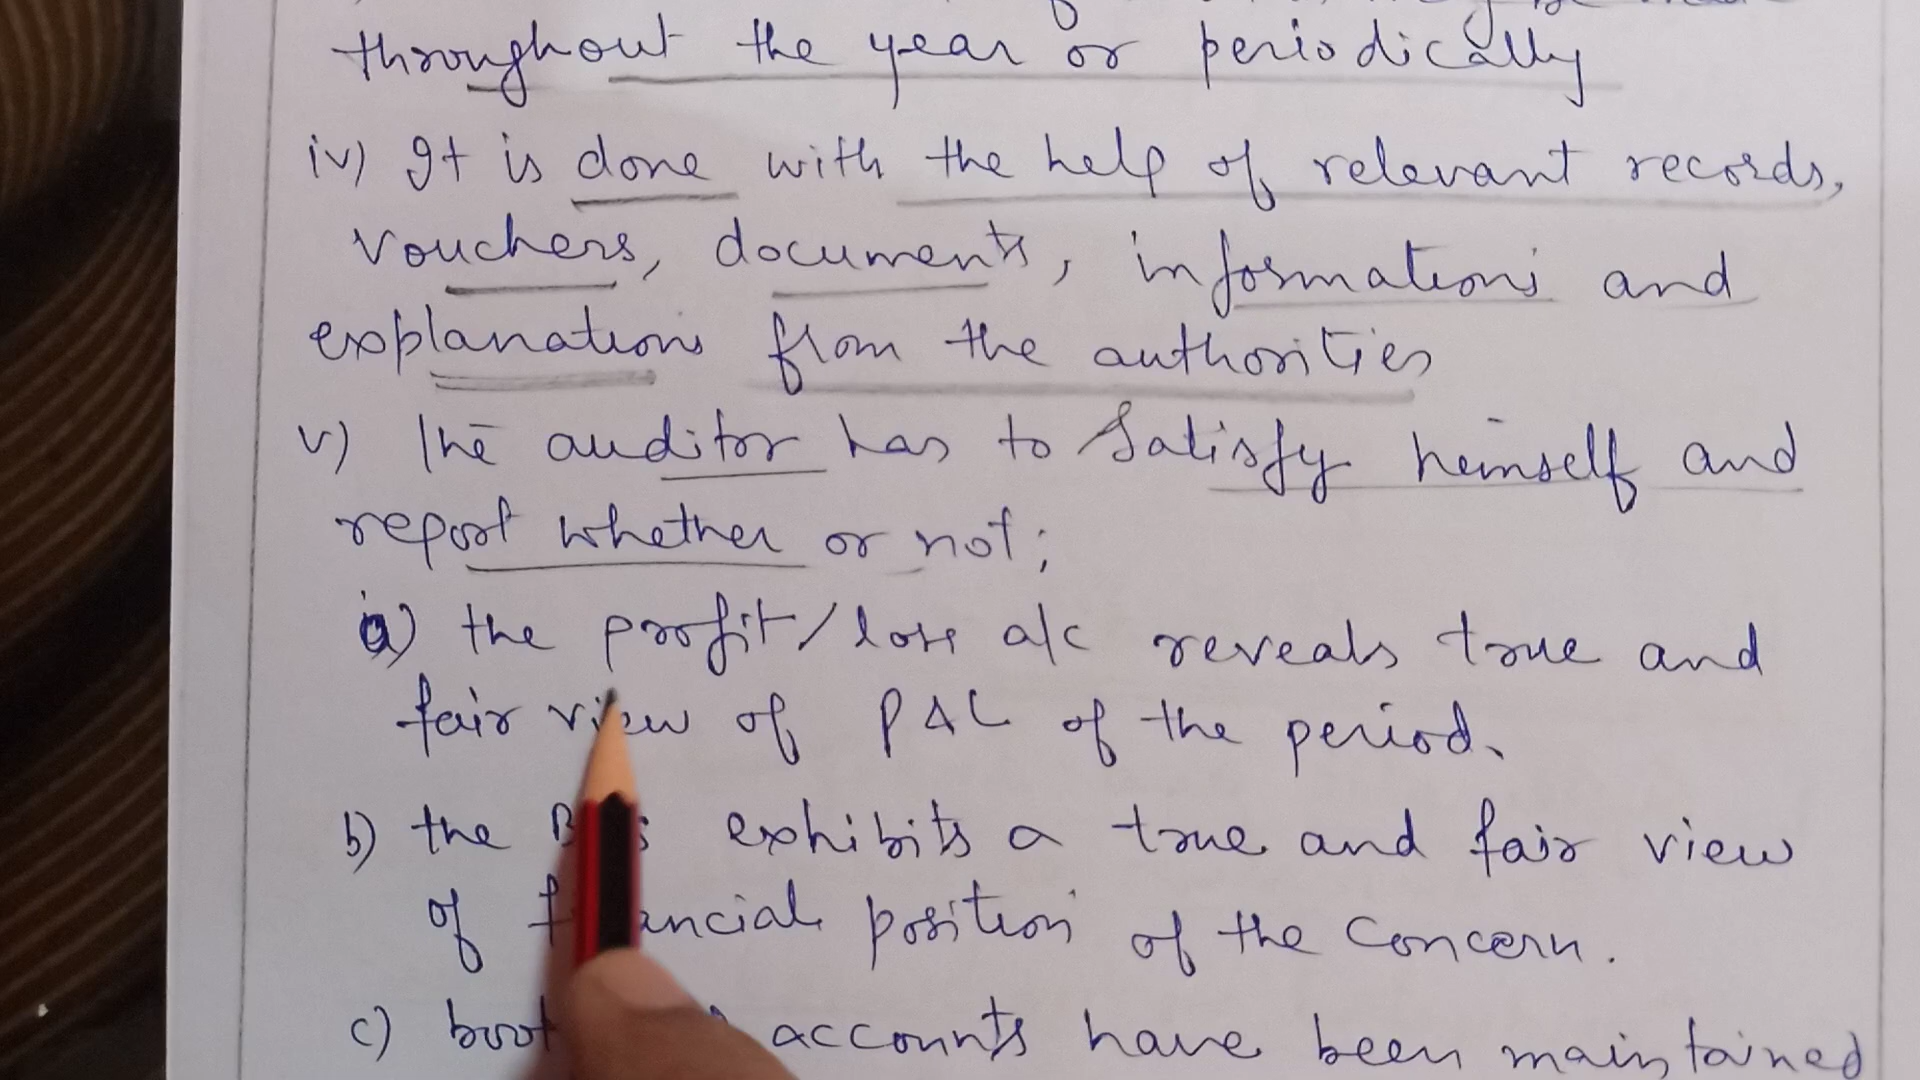 throughout the year or periodically
iv) It is done with the help of relevant records,
vouchers, documents, informations and
explanations from the authorities
v) The auditor has to satisfy heimself and
report whether or not;
a) the profit/loss a/c reveals true and
fair view of P&L of the period.
b) the exhibits a true and fair view
of financial position of the concern.
c) accounts have been maintained